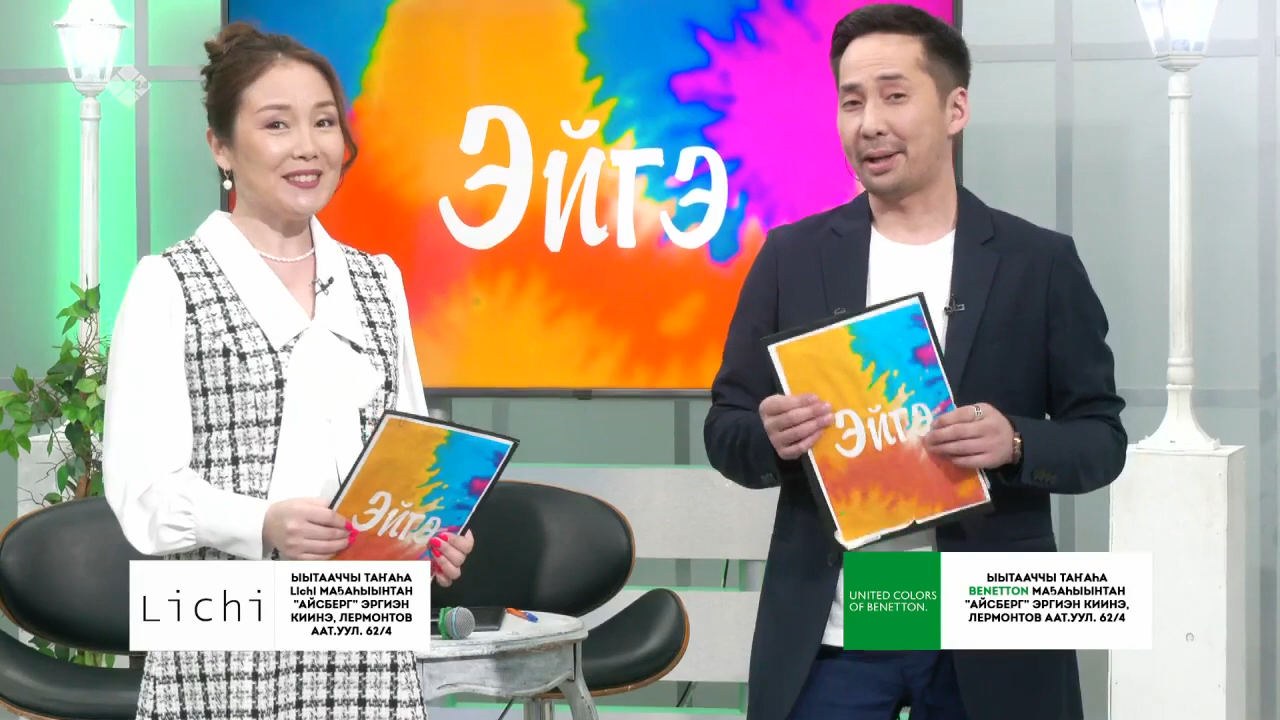 Эйгэ
Эйгэ
Эйгэ
Lichi
ЫЫТААЧЧЫ ТАҤАҺА
LIchI МАҔАҺЫЫНТАН
"АЙСБЕРГ" ЭРГИЭН
КИИНЭ, ЛЕРМОНТОВ
ААТ.УУЛ. 62/4
UNITED COLORS
OF BENETTON.
ЫЫТААЧЧЫ ТАҤАҺА
BENETTON МАҔАҺЫЫНТАН
"АЙСБЕРГ" ЭРГИЭН КИИНЭ,
ЛЕРМОНТОВ ААТ.УУЛ. 62/4